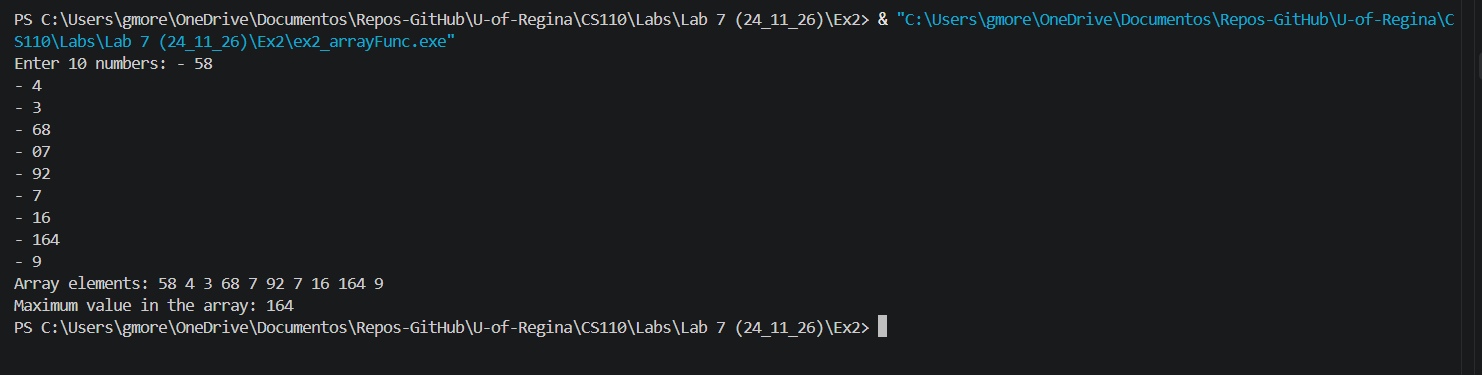 PS C:\Users\gmore\OneDrive\Documentos\Repos-GitHub\U-of-Regina\CS110\Labs\Lab 7 (24_11_26)\Ex2> & "C:\Users\gmore\OneDrive\Documentos\Repos-GitHub\U-of-Regina\C
S110\Labs\Lab 7 (24_11_26)\Ex2\ex2_arrayFunc.exe"
Enter 10 numbers: - 58
- 4
- 3
- 68
- 07
- 92
- 7
- 16
- 164
- 9
Array elements: 58 4 3 68 7 92 7 16 164 9
Maximum value in the array: 164
PS C:\Users\gmore\OneDrive\Documentos\Repos-GitHub\U-of-Regina\CS110\Labs\Lab 7 (24_11_26)\Ex2>